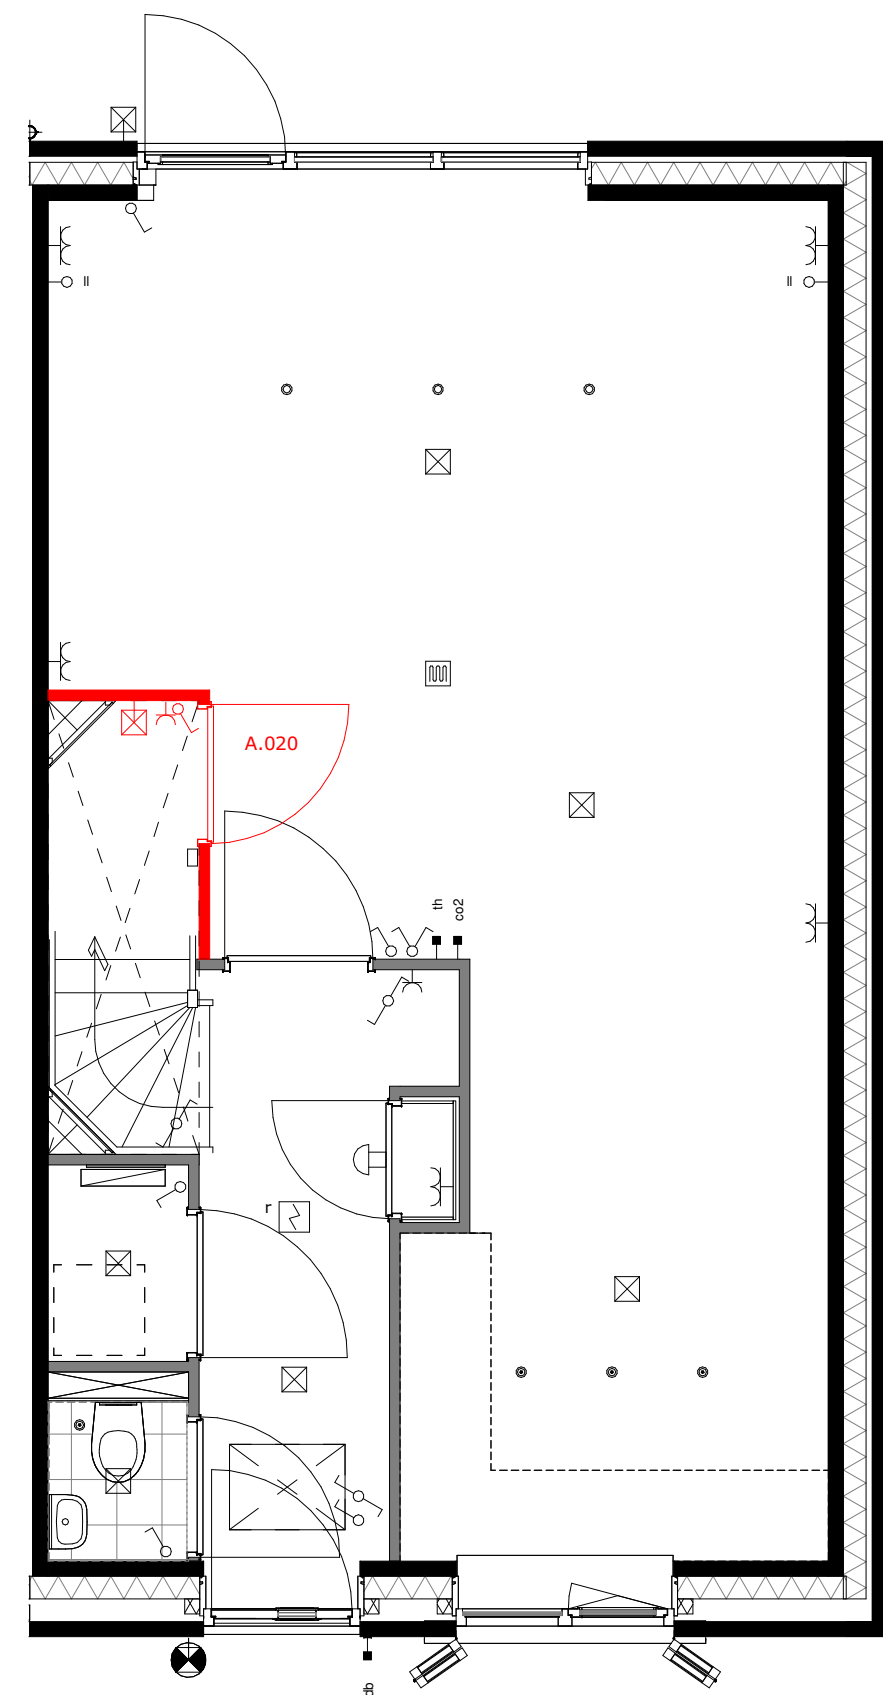 =
=
A.020
th
co2
r
db